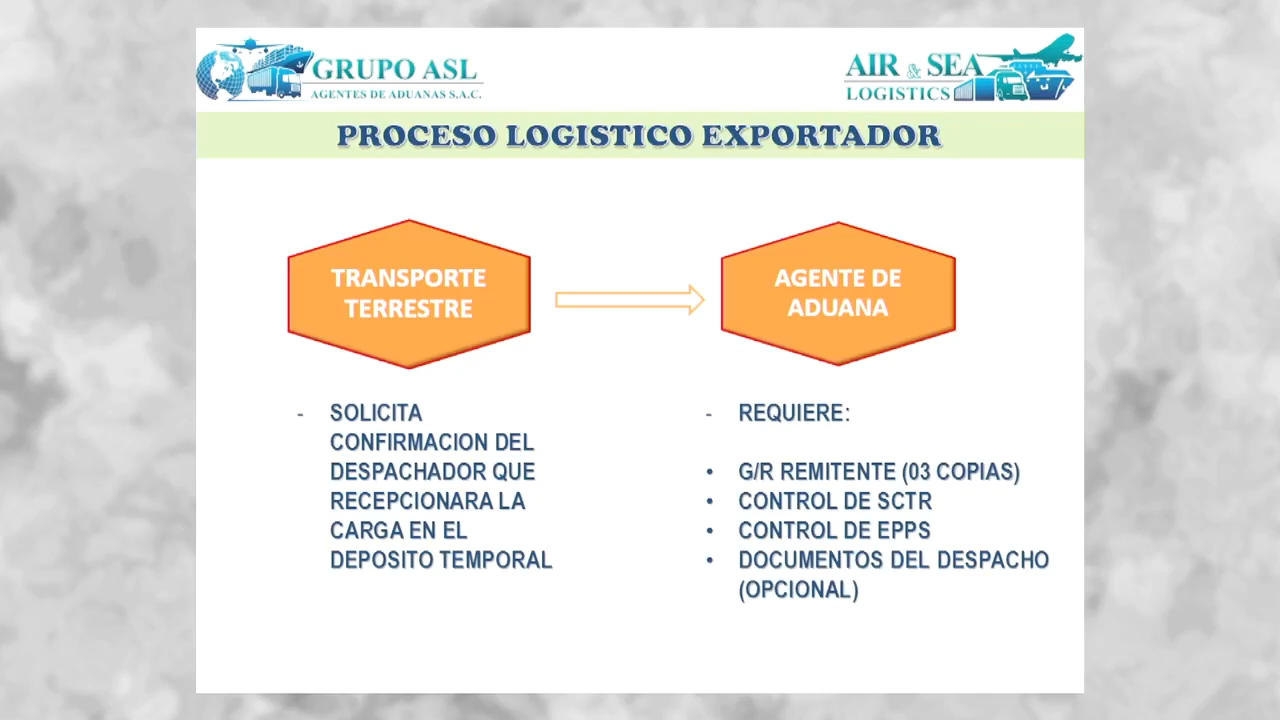 GRUPO ASL
AGENTES DE ADUANAS S.A.C.
AIR & SEA
LOGISTICS
PROCESO LOGISTICO EXPORTADOR
TRANSPORTE
TERRESTRE
AGENTE DE
ADUANA
- SOLICITA
CONFIRMACION DEL
DESPACHADOR QUE
RECEPCIONARA LA
CARGA EN EL
DEPOSITO TEMPORAL
- REQUIERE:
• G/R REMITENTE (03 COPIAS)
• CONTROL DE SCTR
• CONTROL DE EPPS
• DOCUMENTOS DEL DESPACHO
(OPCIONAL)